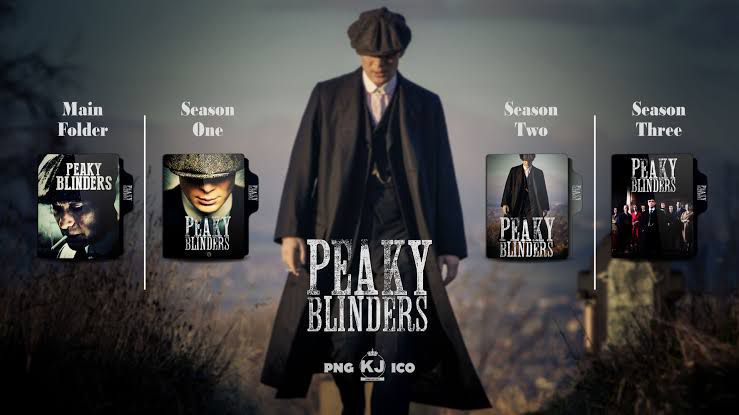 Main
Folder
Season
One
Season
Two
Season
Three
PEAKY
BLINDERS
PEAKY
BLINDERS
PEAKY
BLINDERS
PEAKY
BLINDERS
PEAKY
BLINDERS
PNG KJ ICO